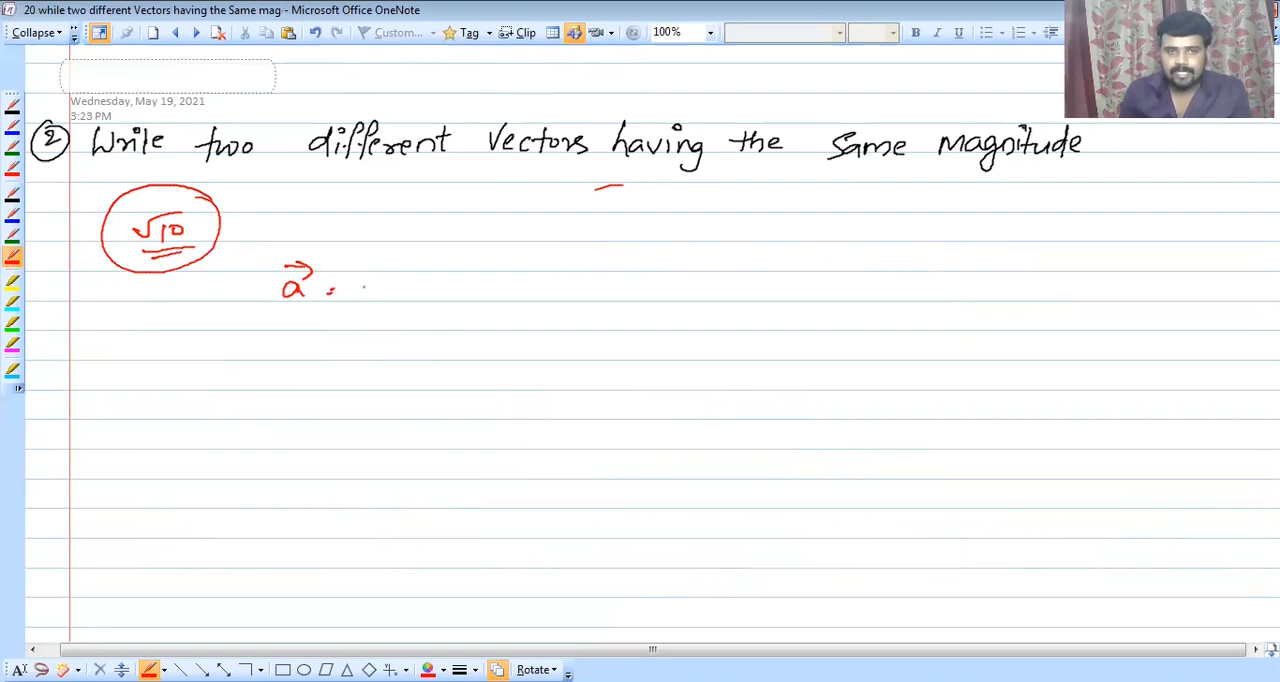 20 while two different Vectors having the Same mag - Microsoft Office OneNote
Collapse Custom... Tag Clip 100% B I U
Wednesday, May 19, 2021
3:23 PM
② Write two different Vectors having the Same Magnitude
√10
a⃗ =
Rotate